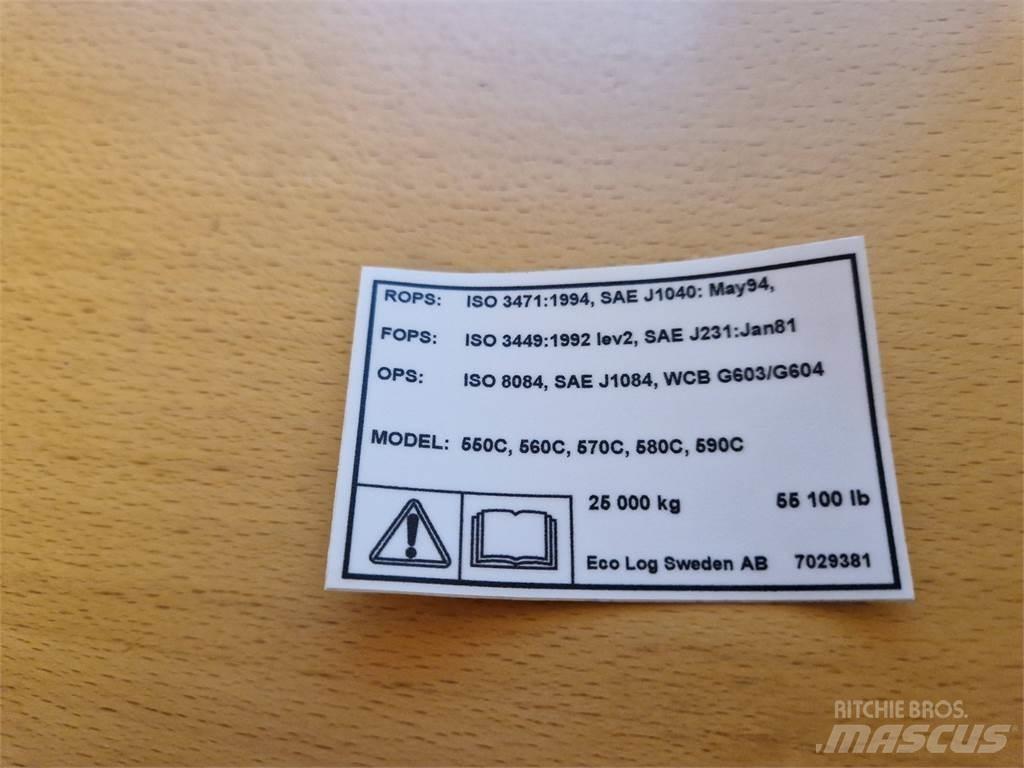 ROPS: ISO 3471:1994, SAE J1040: May94,
FOPS: ISO 3449:1992 lev2, SAE J231:Jan81
OPS: ISO 8084, SAE J1084, WCB G603/G604
MODEL: 550C, 560C, 570C, 580C, 590C
25 000 kg 55 100 lb
Eco Log Sweden AB 7029381
RITCHIE BROS.
MASCUS